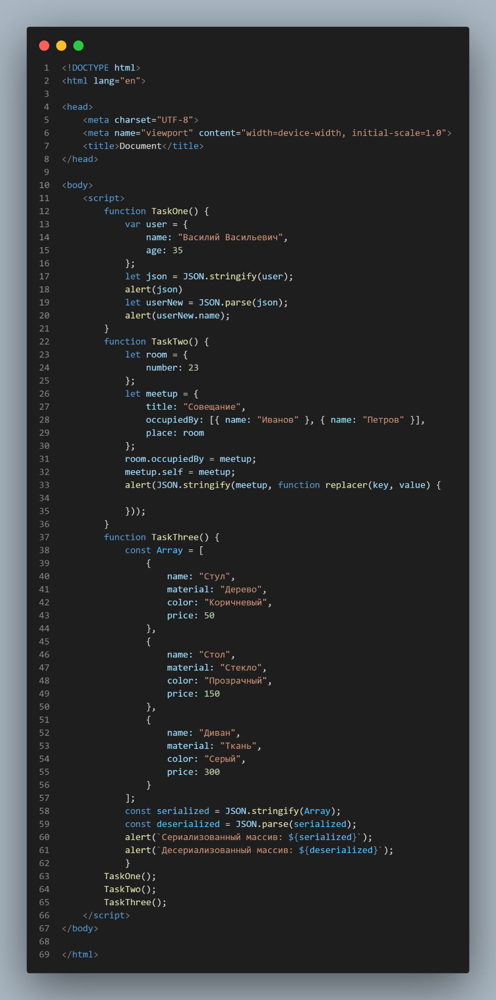 1 <!DOCTYPE html>
2 <html lang="en">
3
4 <head>
5     <meta charset="UTF-8">
6     <meta name="viewport" content="width=device-width, initial-scale=1.0">
7     <title>Document</title>
8 </head>
9
10 <body>
11     <script>
12         function TaskOne() {
13             var user = {
14                 name: "Василий Васильевич",
15                 age: 35
16             };
17             let json = JSON.stringify(user);
18             alert(json)
19             let userNew = JSON.parse(json);
20             alert(userNew.name);
21         }
22         function TaskTwo() {
23             let room = {
24                 number: 23
25             };
26             let meetup = {
27                 title: "Совещание",
28                 occupiedBy: [{ name: "Иванов" }, { name: "Петров" }],
29                 place: room
30             };
31             room.occupiedBy = meetup;
32             meetup.self = meetup;
33             alert(JSON.stringify(meetup, function replacer(key, value) {
34
35             }));
36         }
37         function TaskThree() {
38             const Array = [
39                 {
40                     name: "Стул",
41                     material: "Дерево",
42                     color: "Коричневый",
43                     price: 50
44                 },
45                 {
46                     name: "Стол",
47                     material: "Стекло",
48                     color: "Прозрачный",
49                     price: 150
50                 },
51                 {
52                     name: "Диван",
53                     material: "Ткань",
54                     color: "Серый",
55                     price: 300
56                 }
57             ];
58             const serialized = JSON.stringify(Array);
59             const deserialized = JSON.parse(serialized);
60             alert(`Сериализованный массив: ${serialized}`);
61             alert(`Десериализованный массив: ${deserialized}`);
62             }
63         TaskOne();
64         TaskTwo();
65         TaskThree();
66     </script>
67 </body>
68
69 </html>